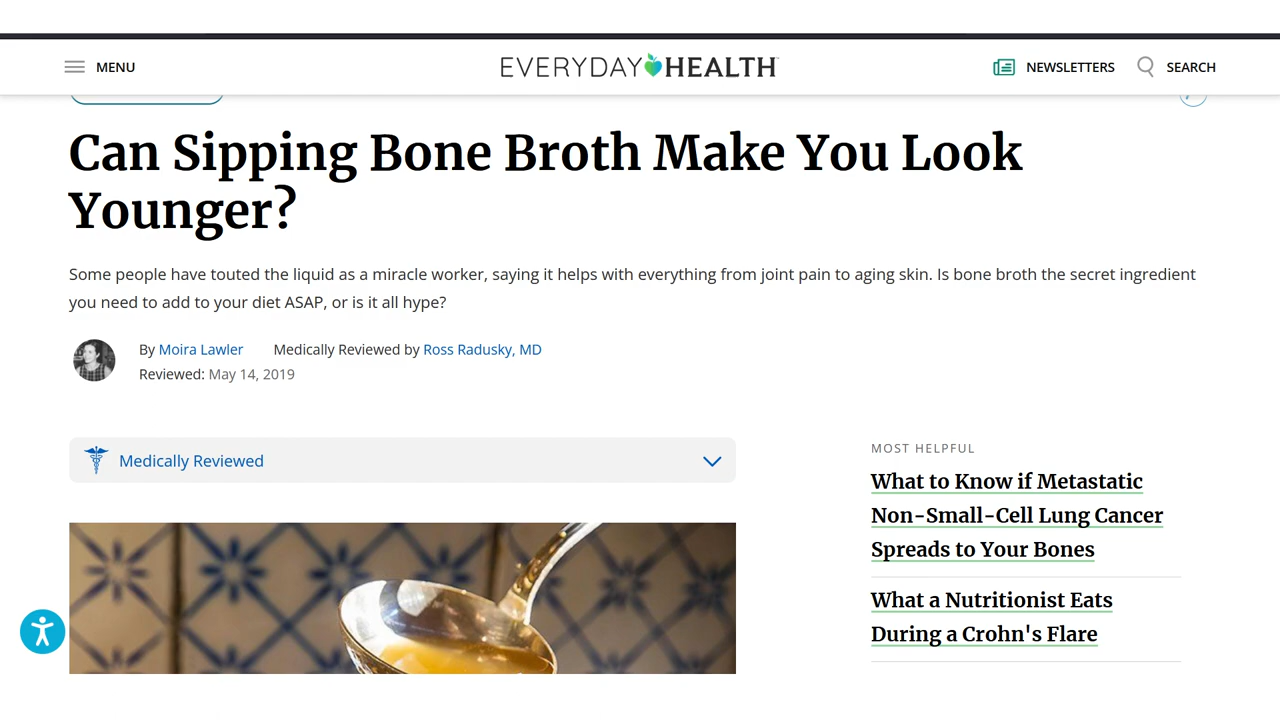 MENU
EVERYDAY HEALTH
NEWSLETTERS
SEARCH
Can Sipping Bone Broth Make You Look
Younger?
Some people have touted the liquid as a miracle worker, saying it helps with everything from joint pain to aging skin. Is bone broth the secret ingredient
you need to add to your diet ASAP, or is it all hype?
By Moira Lawler Medically Reviewed by Ross Radusky, MD
Reviewed: May 14, 2019
Medically Reviewed
MOST HELPFUL
What to Know if Metastatic
Non-Small-Cell Lung Cancer
Spreads to Your Bones
What a Nutritionist Eats
During a Crohn's Flare